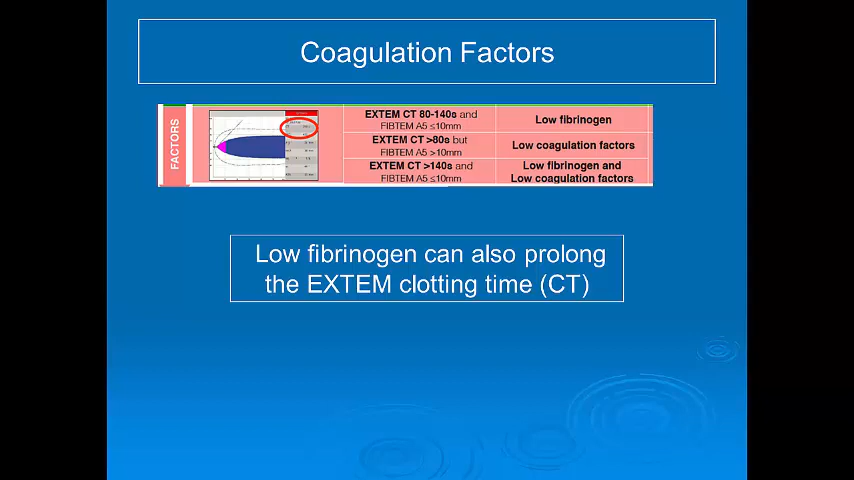 Coagulation Factors
FACTORS
EXTEM CT 80-140s and
FIBTEM A5 ≤10mm
Low fibrinogen
EXTEM CT >80s but
FIBTEM A5 >10mm
Low coagulation factors
EXTEM CT >140s and
FIBTEM A5 ≤10mm
Low fibrinogen and
Low coagulation factors
Low fibrinogen can also prolong
the EXTEM clotting time (CT)